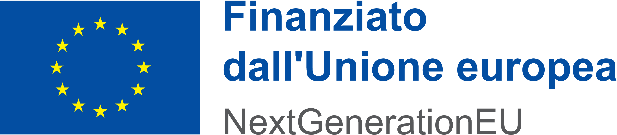 Finanziato
dall'Unione europea
NextGenerationEU